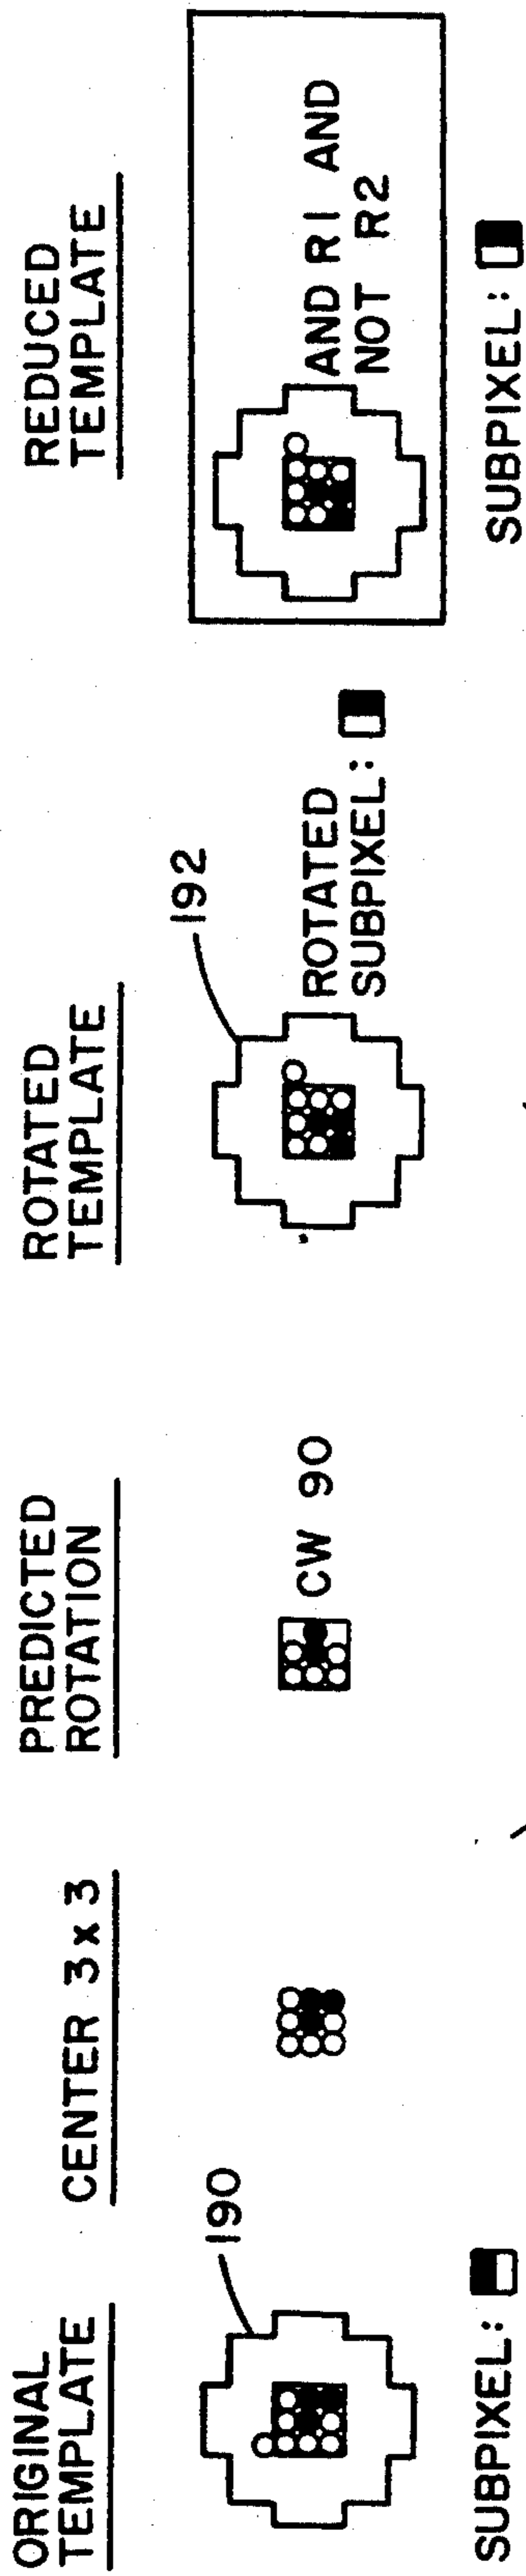 ORIGINAL
TEMPLATE
190
SUBPIXEL:
CENTER 3 x 3
PREDICTED
ROTATION
CW 90
ROTATED
TEMPLATE
192
ROTATED
SUBPIXEL:
REDUCED
TEMPLATE
AND R1 AND
NOT R2
SUBPIXEL: